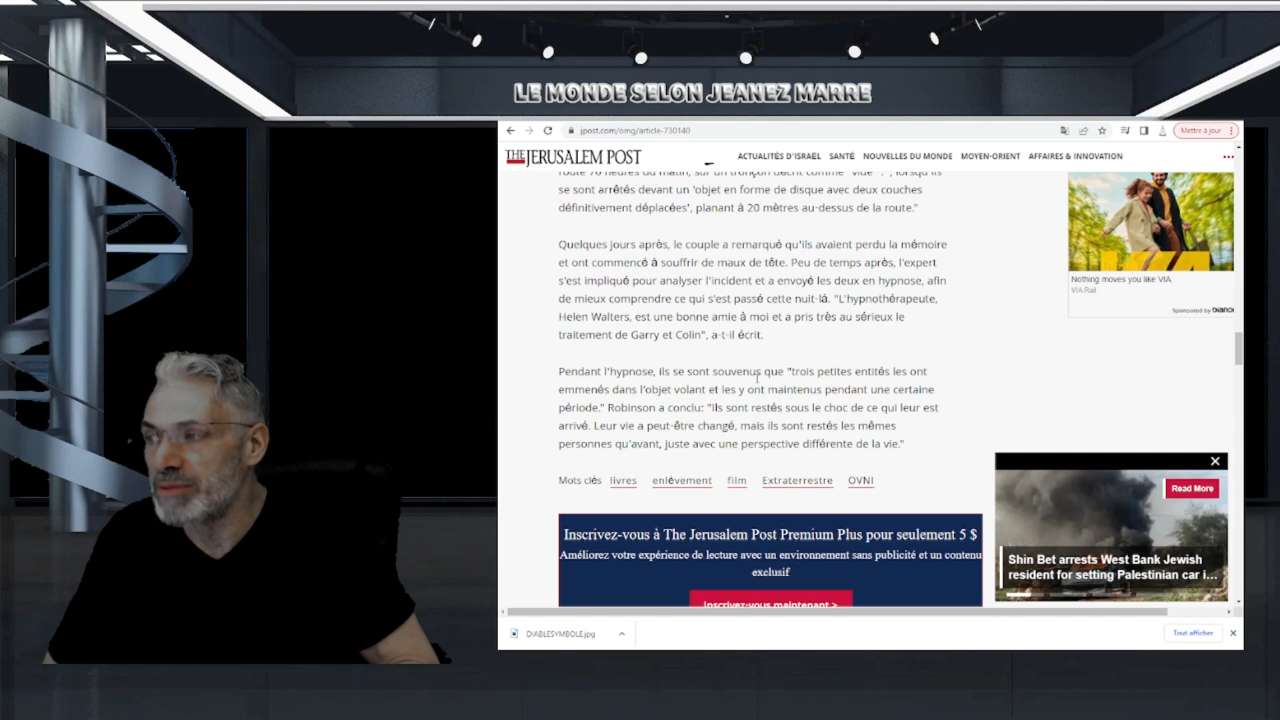 LE MONDE SELON JEANEZ MARRE
jpost.com/omg/article-730140
Mettre à jour
THE JERUSALEM POST
ACTUALITÉS D'ISRAËL SANTÉ NOUVELLES DU MONDE MOYEN-ORIENT AFFAIRES & INNOVATION
se sont arrêtés devant un 'objet en forme de disque avec deux couches
définitivement déplacées', planant à 20 mètres au-dessus de la route."
Quelques jours après, le couple a remarqué qu'ils avaient perdu la mémoire
et ont commencé à souffrir de maux de tête. Peu de temps après, l'expert
s'est impliqué pour analyser l'incident et a envoyé les deux en hypnose, afin
de mieux comprendre ce qui s'est passé cette nuit-là. "L'hypnothérapeute,
Helen Walters, est une bonne amie à moi et a pris très au sérieux le
traitement de Garry et Colin", a-t-il écrit.
Pendant l'hypnose, ils se sont souvenus que "trois petites entités les ont
emmenés dans l'objet volant et les y ont maintenus pendant une certaine
période." Robinson a conclu: "Ils sont restés sous le choc de ce qui leur est
arrivé. Leur vie a peut-être changé, mais ils sont restés les mêmes
personnes qu'avant, juste avec une perspective différente de la vie."
Mots clés livres enlèvement film Extraterrestre OVNI
Inscrivez-vous à The Jerusalem Post Premium Plus pour seulement 5 $
Améliorez votre expérience de lecture avec un environnement sans publicité et un contenu
exclusif
Inscrivez-vous maintenant >
VIA
Nothing moves you like VIA
VIA Rail
Sponsored by
Read More
Shin Bet arrests West Bank Jewish
resident for setting Palestinian car i...
DIABLESYMBOLE.jpg
Tout afficher